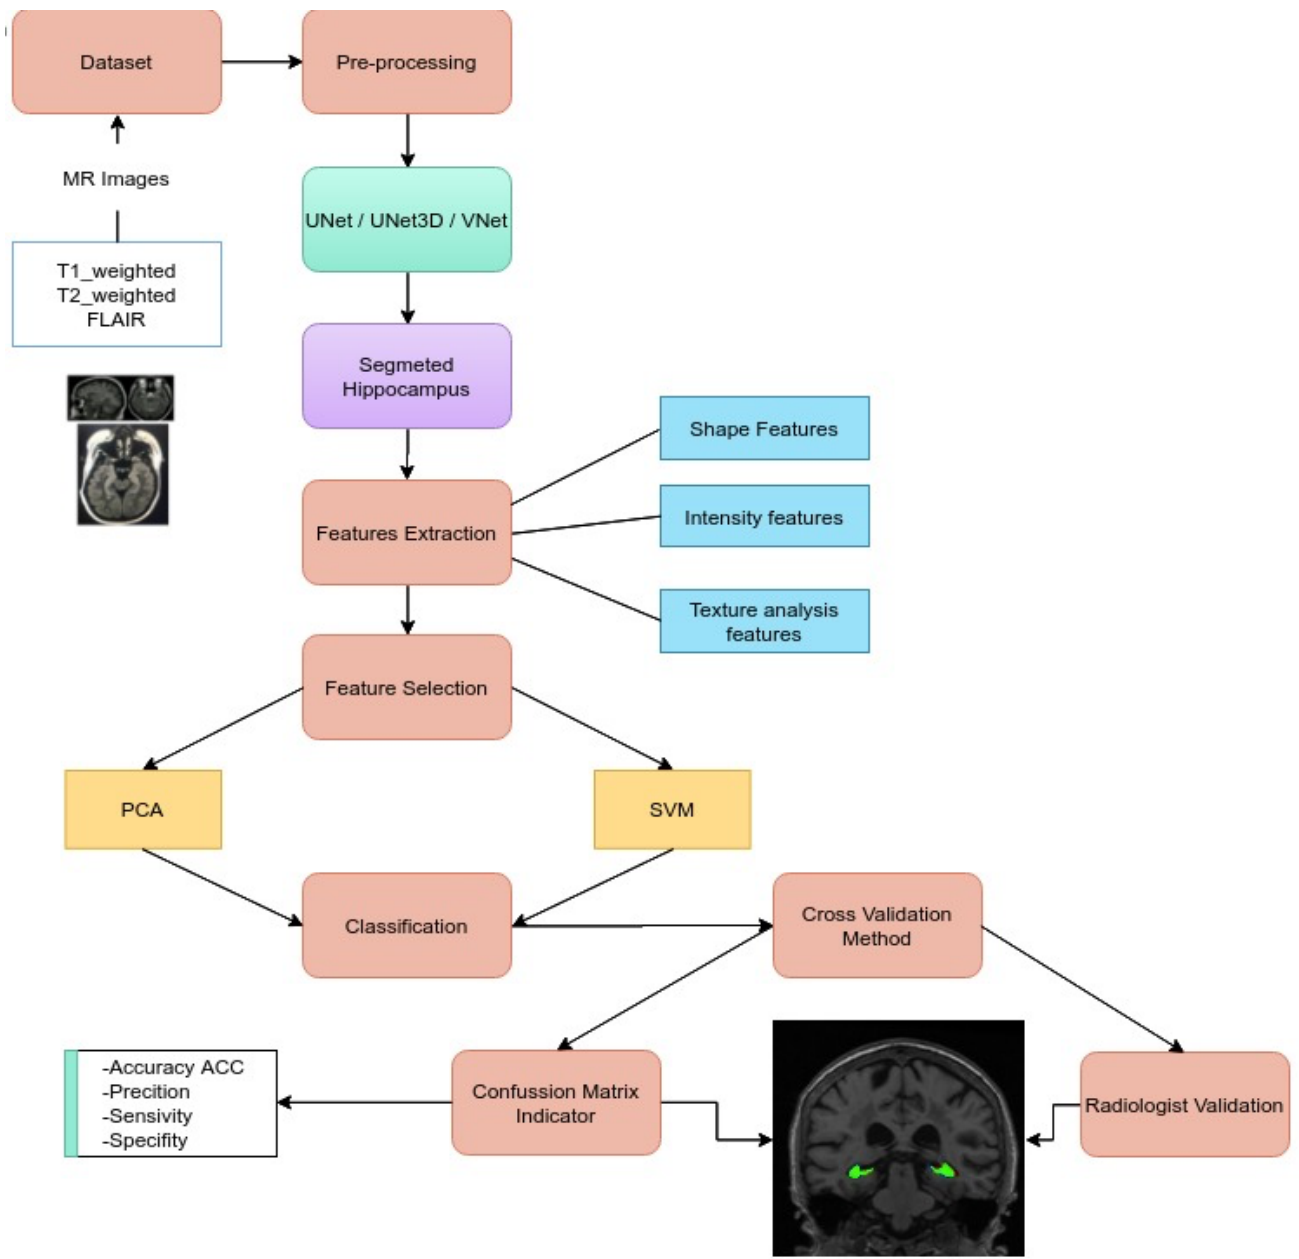 Dataset
Pre-processing
MR Images
UNet / UNet3D / VNet
T1_weighted
T2_weighted
FLAIR
Segmeted
Hippocampus
Shape Features
Intensity features
Features Extraction
Texture analysis
features
Feature Selection
PCA
SVM
Classification
Cross Validation
Method
-Accuracy ACC
-Precition
-Sensivity
-Specifity
Confussion Matrix
Indicator
Radiologist Validation